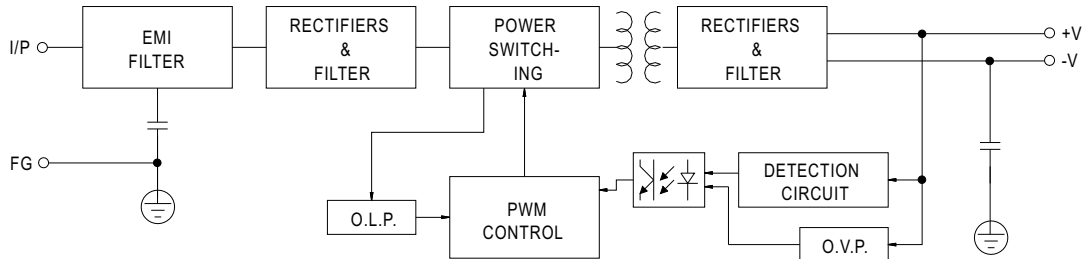 I/P
EMI
FILTER
RECTIFIERS
&
FILTER
POWER
SWITCH-
ING
RECTIFIERS
&
FILTER
+V
-V
FG
O.L.P.
PWM
CONTROL
DETECTION
CIRCUIT
O.V.P.